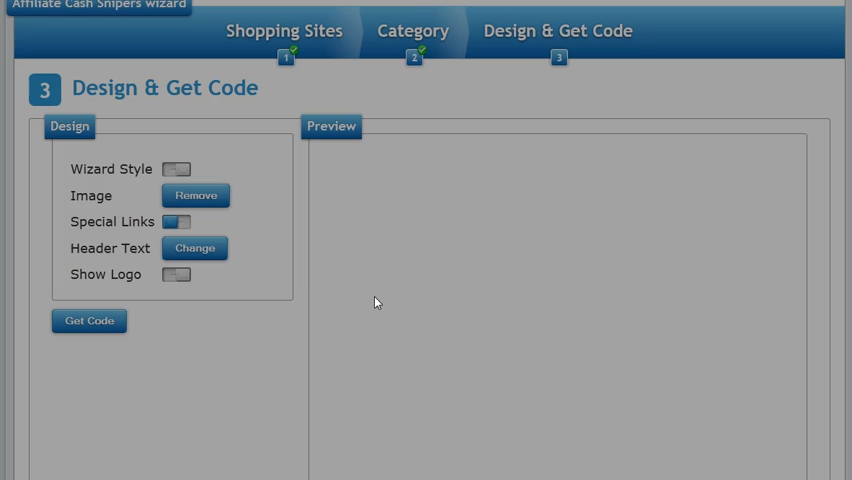 Affiliate Cash Snipers wizard
Shopping Sites
Category
Design & Get Code
1
2
3
3
Design & Get Code
Design
Preview
Wizard Style
Image
Remove
Special Links
Header Text
Change
Show Logo
Get Code